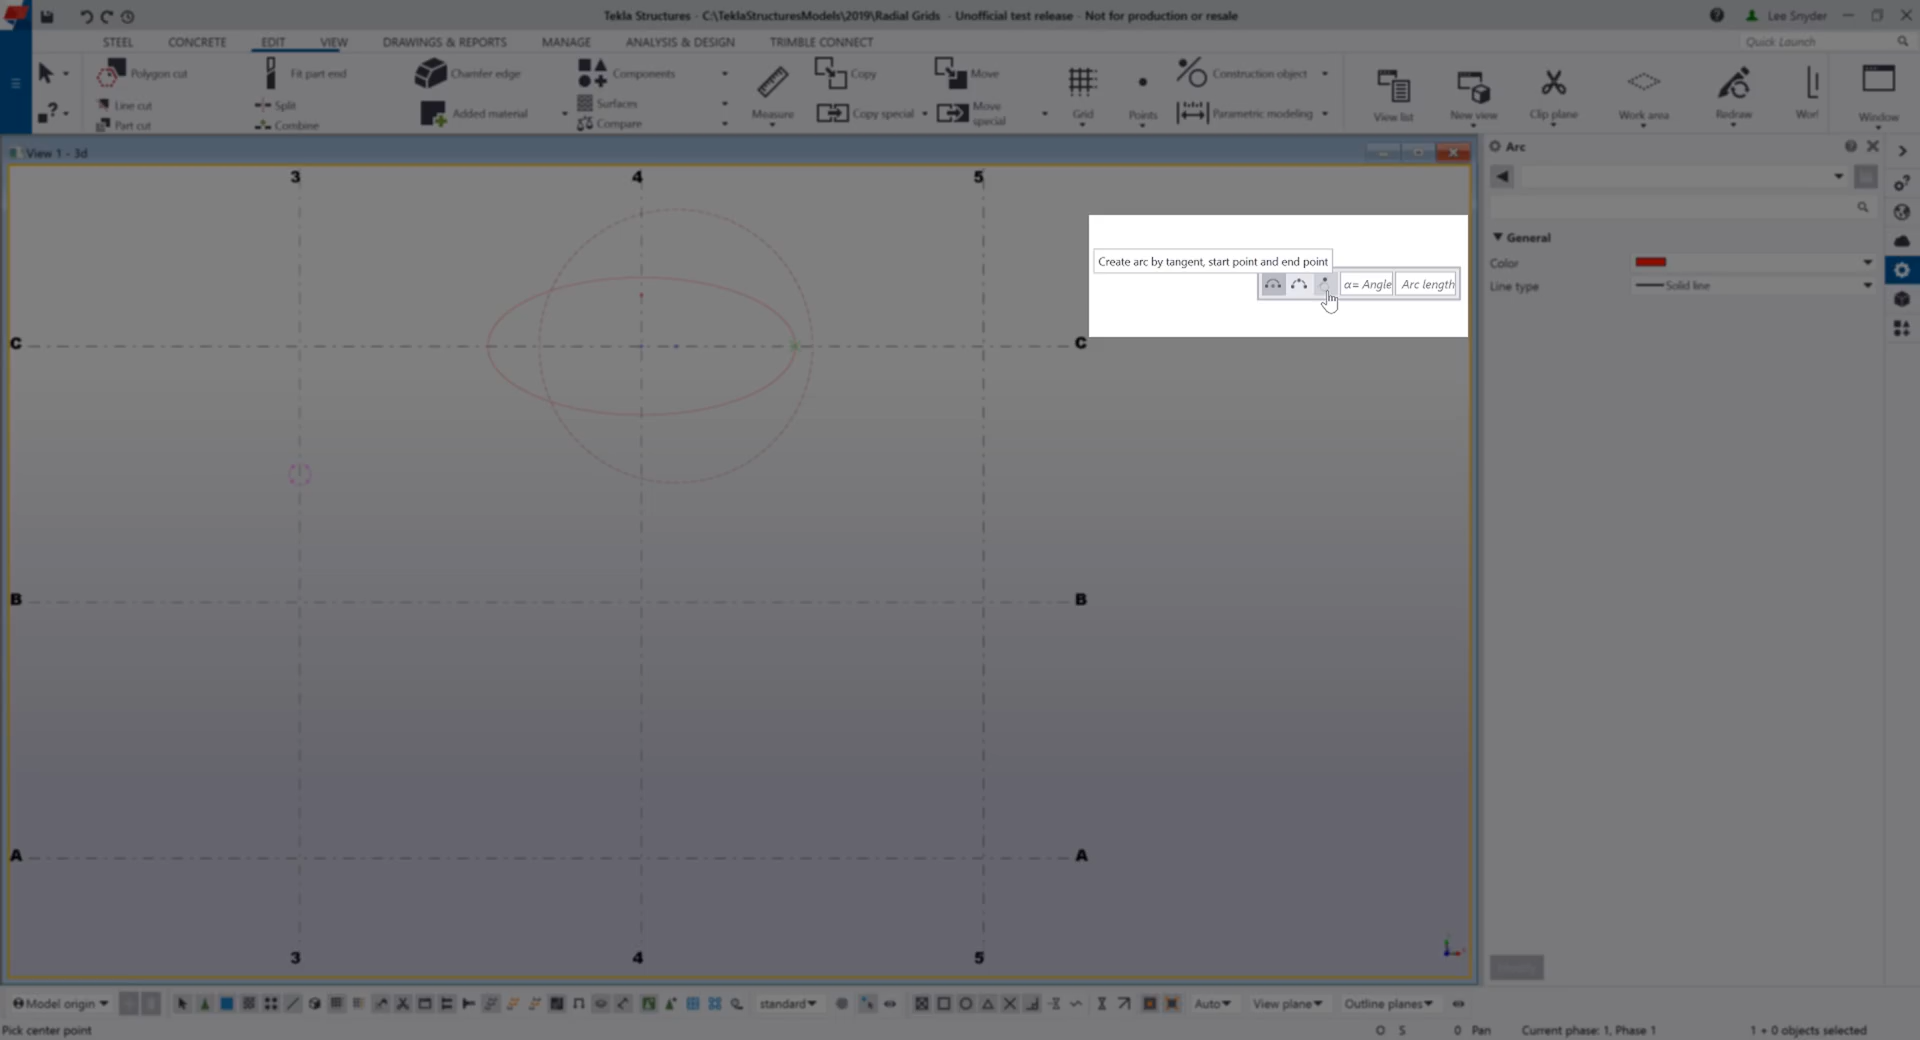 Tekla Structures - C:\TeklaStructuresModels\2019\Radial Grids - Unofficial test release - Not for production or resale
Lee Snyder
STEEL CONCRETE EDIT VIEW DRAWINGS & REPORTS MANAGE ANALYSIS & DESIGN TRIMBLE CONNECT
Quick Launch
Polygon cut
Line cut
Part cut
Fit part end
Split
Combine
Chamfer edge
Added material
Components
Surfaces
Compare
Measure
Copy
Copy special
Move
Move special
Grid
Points
Construction object
Parametric modeling
View list
New view
Clip plane
Work area
Redraw
Worl
Window
View 1 - 3d
3 4 5
C C
B B
A A
3 4 5
Create arc by tangent, start point and end point
α= Angle
Arc length
Arc
General
Color
Line type
Solid line
Modify
Model origin
standard
Auto
View plane
Outline planes
Pick center point
O S 0 Pan
Current phase: 1, Phase 1
1 + 0 objects selected